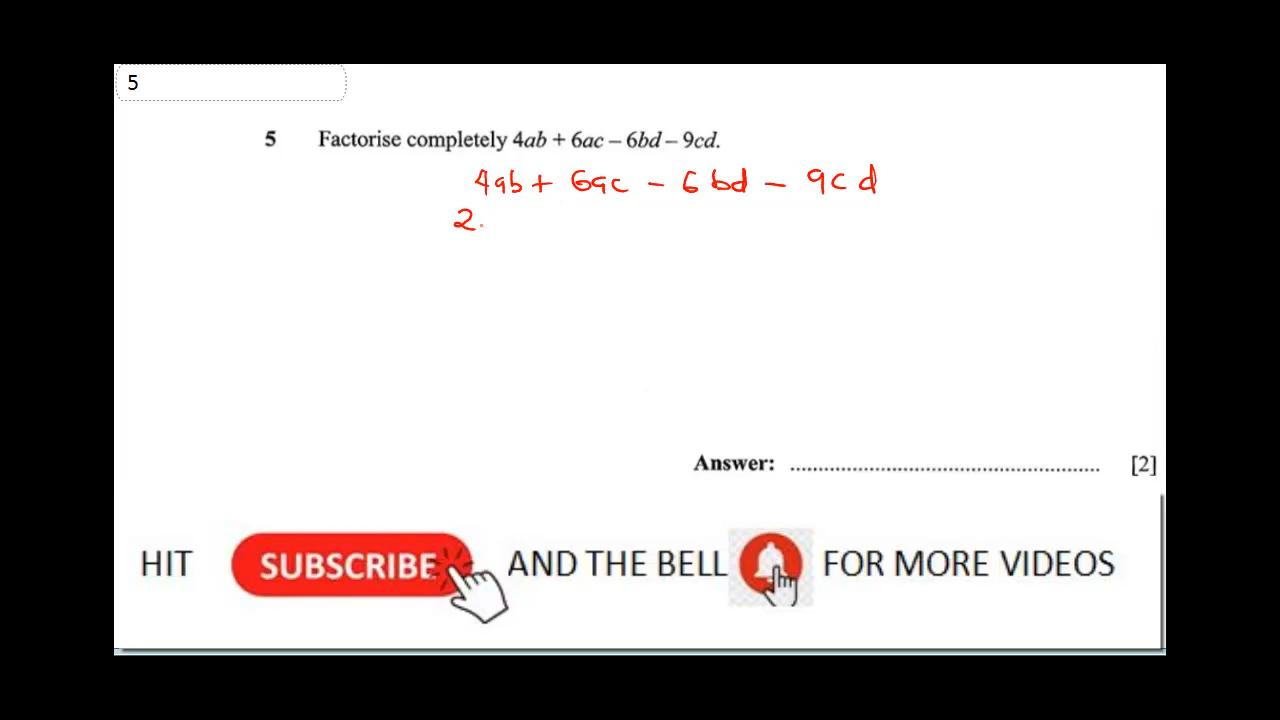 5
5 Factorise completely 4ab + 6ac – 6bd – 9cd.
4ab + 6ac – 6bd – 9cd
2.
Answer: ........................................................ [2]
HIT SUBSCRIBE AND THE BELL FOR MORE VIDEOS